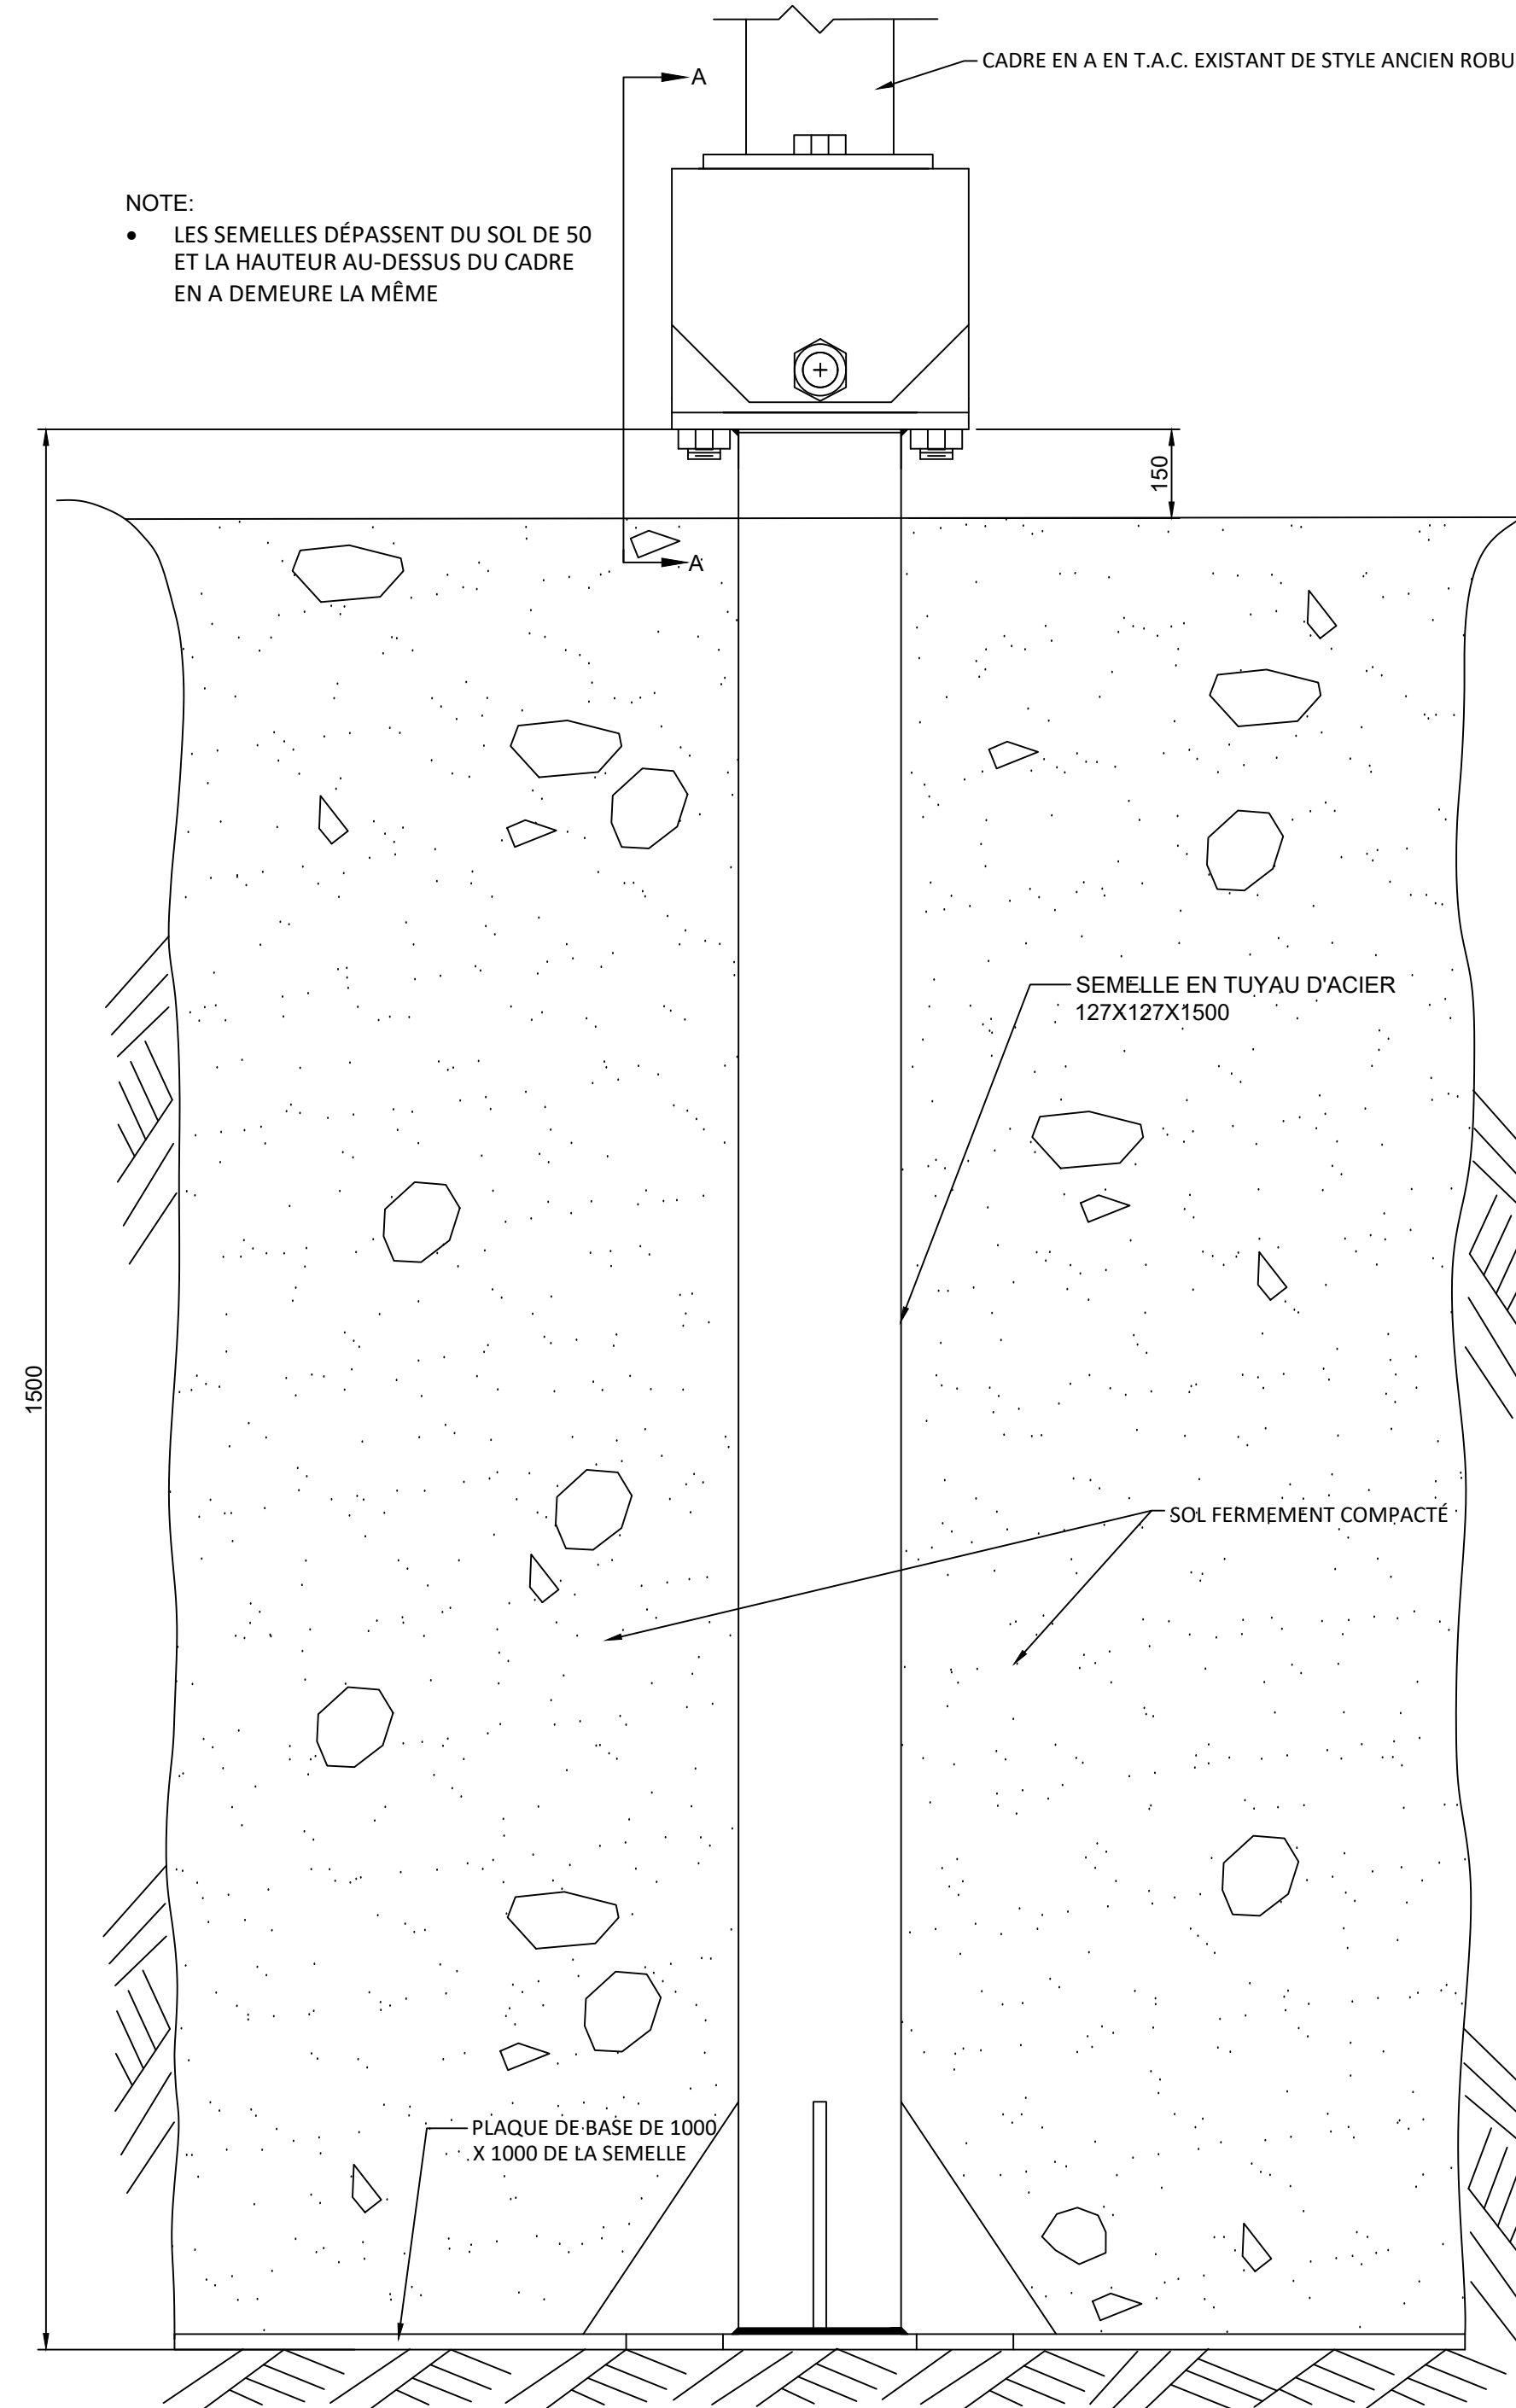 CADRE EN A EN T.A.C. EXISTANT DE STYLE ANCIEN ROBU
A
NOTE:
• LES SEMELLES DÉPASSENT DU SOL DE 50
ET LA HAUTEUR AU-DESSUS DU CADRE
EN A DEMEURE LA MÊME
150
A
SEMELLE EN TUYAU D'ACIER
127X127X1500
1500
SOL FERMEMENT COMPACTÉ
PLAQUE DE BASE DE 1000
X 1000 DE LA SEMELLE